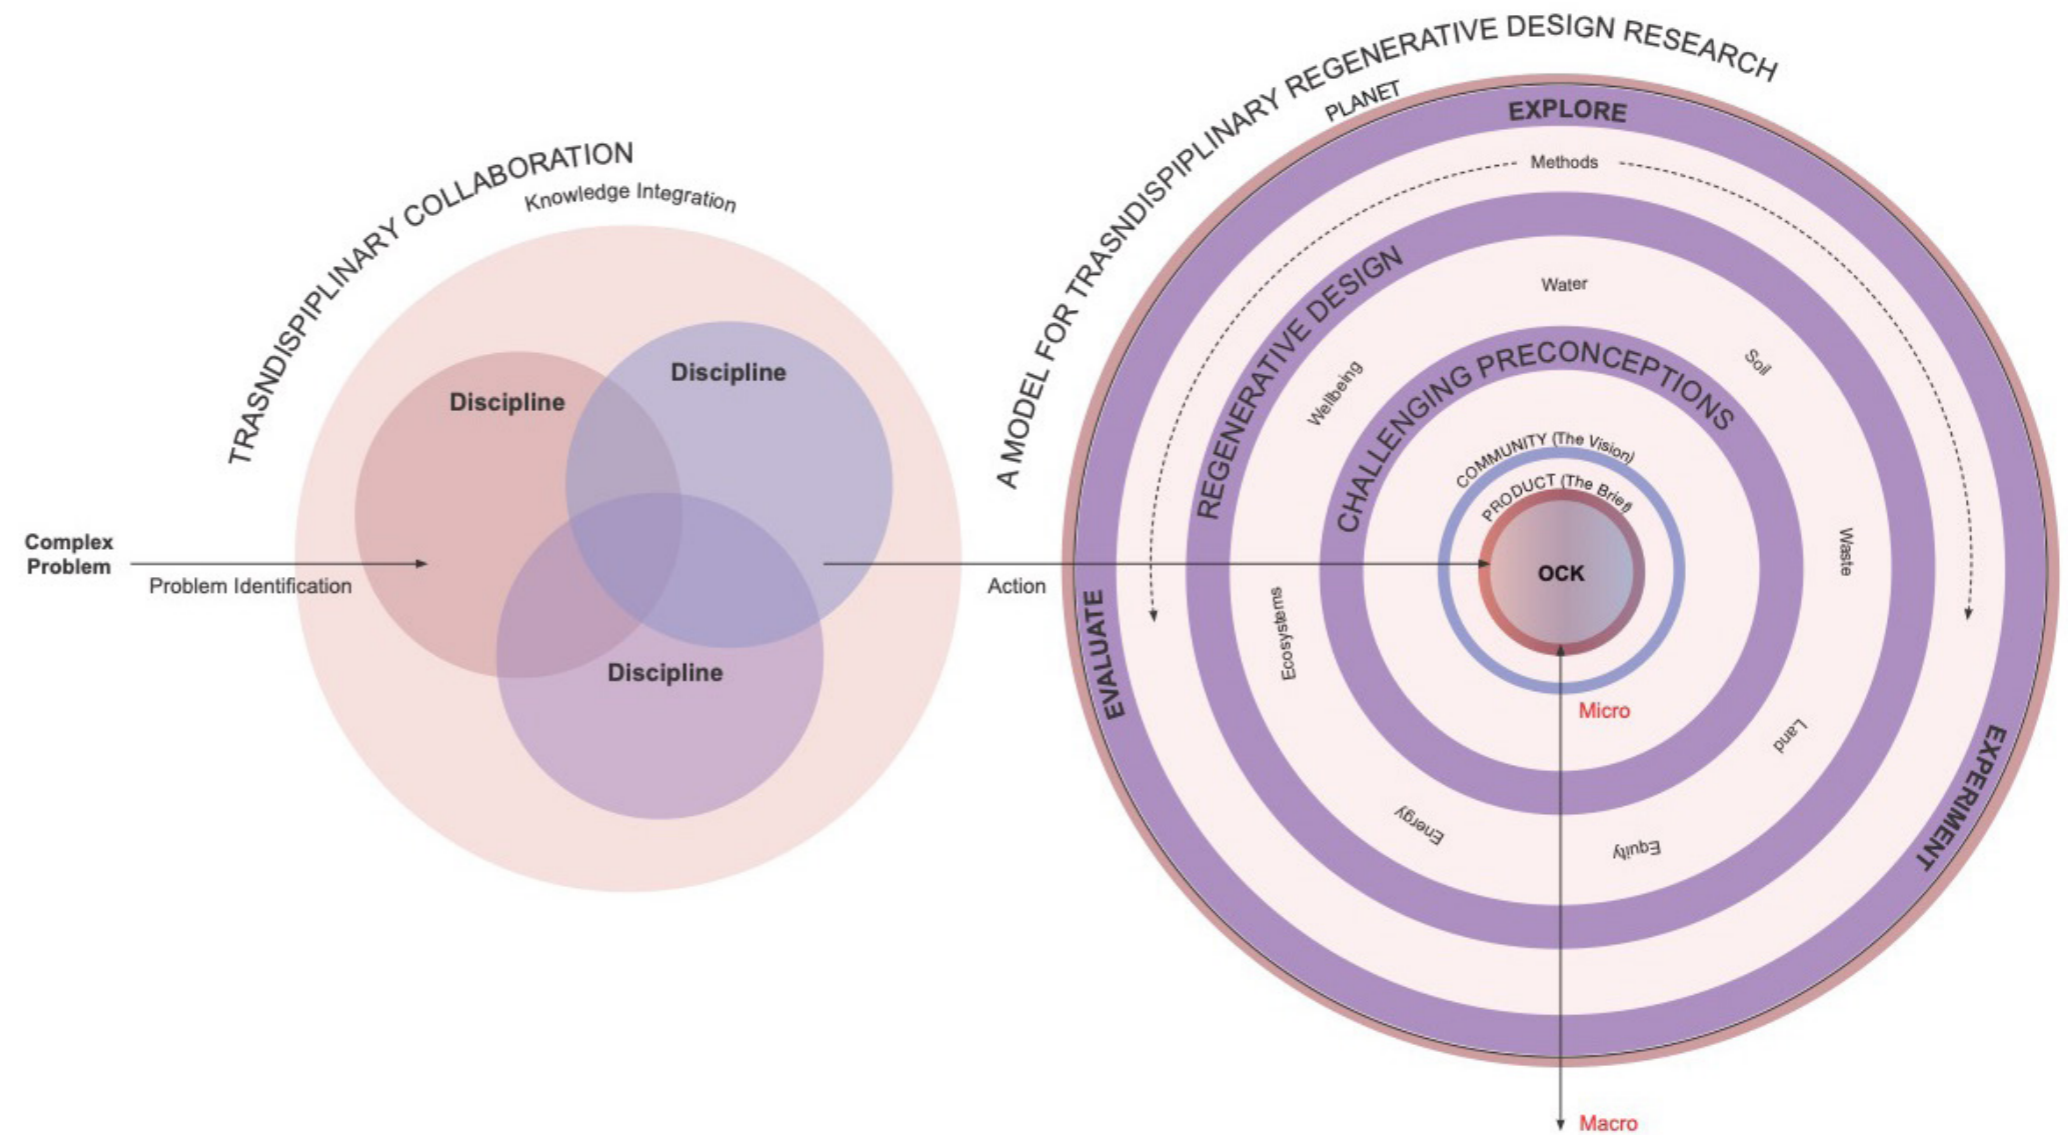 TRASNDISPIPLINARY COLLABORATION
Knowledge Integration
Discipline
Discipline
Discipline
Complex
Problem
Problem Identification
Action
A MODEL FOR TRASNDISPIPLINARY REGENERATIVE DESIGN RESEARCH
PLANET
EXPLORE
Methods
REGENERATIVE DESIGN
Water
Wellbeing
Soil
CHALLENGING PRECONCEPTIONS
COMMUNITY (The Vision)
PRODUCT (The Brief)
OCK
Waste
EVALUATE
Ecosystems
Micro
Land
EXPERIMENT
Energy
Equity
Macro